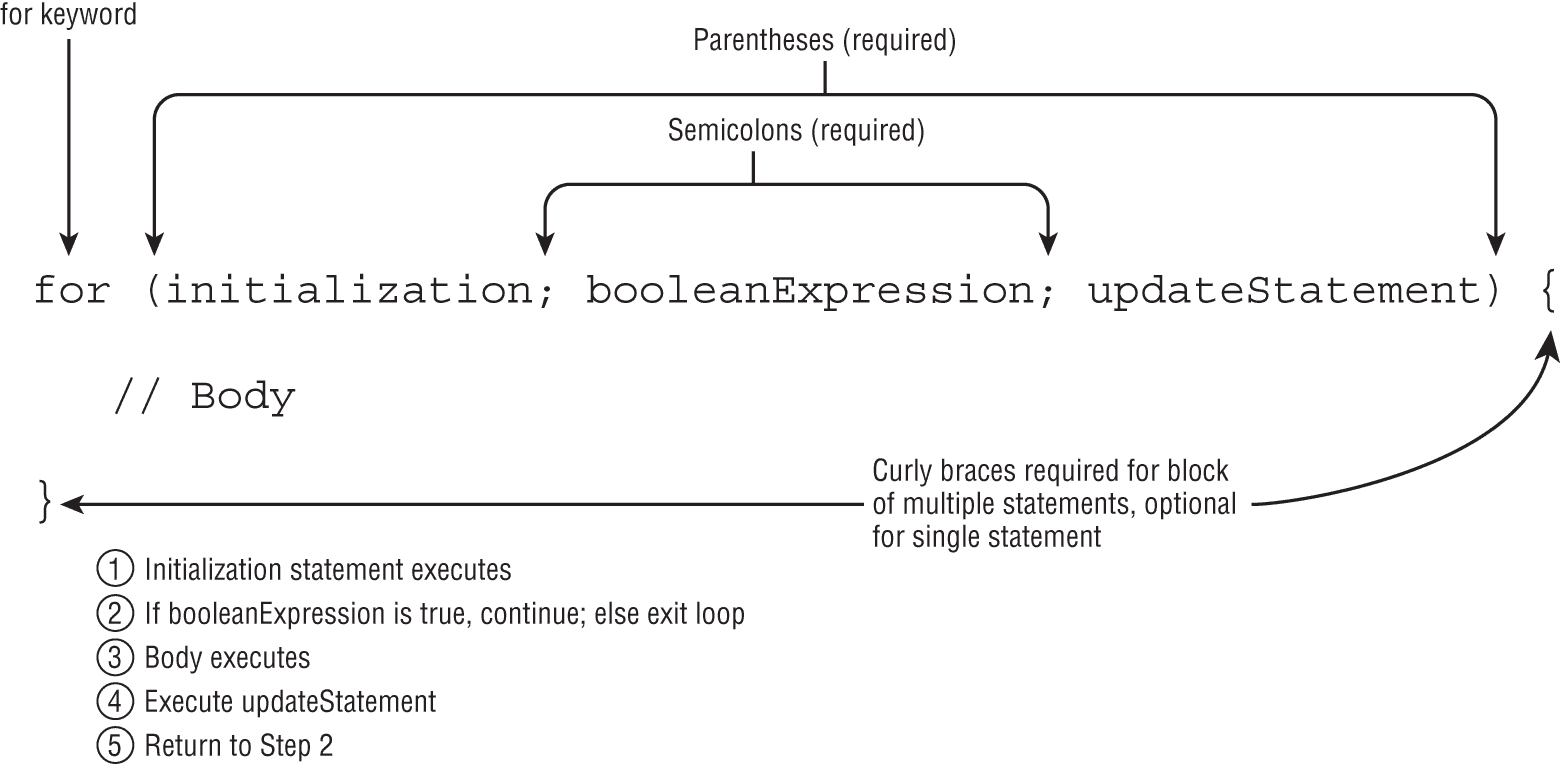 for keyword
Parentheses (required)
Semicolons (required)
for (initialization; booleanExpression; updateStatement) {
// Body
Curly braces required for block
of multiple statements, optional
for single statement
}
1 Initialization statement executes
2 If booleanExpression is true, continue; else exit loop
3 Body executes
4 Execute updateStatement
5 Return to Step 2